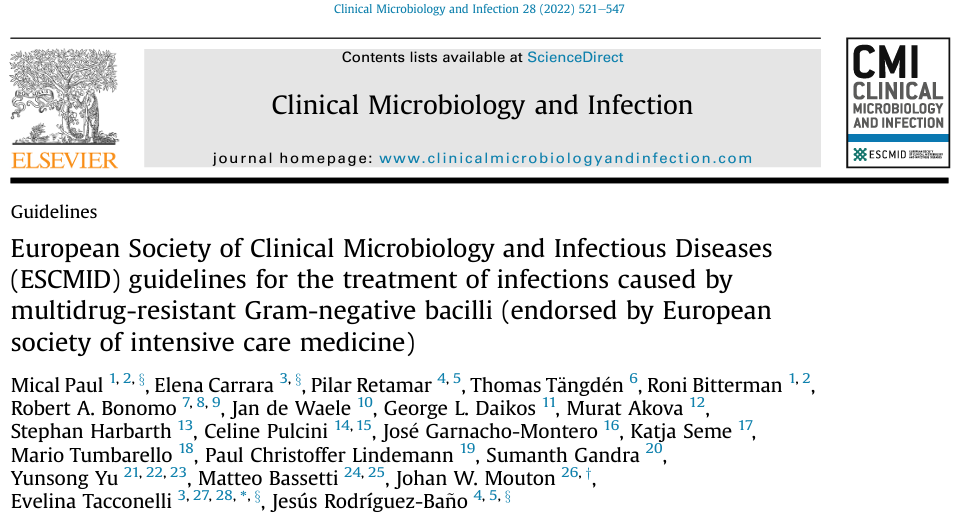 Clinical Microbiology and Infection 28 (2022) 521–547
Contents lists available at ScienceDirect
Clinical Microbiology and Infection
journal homepage: www.clinicalmicrobiologyandinfection.com
ELSEVIER
CMI
CLINICAL
MICROBIOLOGY
AND INFECTION
ESCMID
Guidelines
European Society of Clinical Microbiology and Infectious Diseases
(ESCMID) guidelines for the treatment of infections caused by
multidrug-resistant Gram-negative bacilli (endorsed by European
society of intensive care medicine)
Mical Paul 1, 2, §, Elena Carrara 3, §, Pilar Retamar 4, 5, Thomas Tängdén 6, Roni Bitterman 1, 2,
Robert A. Bonomo 7, 8, 9, Jan de Waele 10, George L. Daikos 11, Murat Akova 12,
Stephan Harbarth 13, Celine Pulcini 14, 15, José Garnacho-Montero 16, Katja Seme 17,
Mario Tumbarello 18, Paul Christoffer Lindemann 19, Sumanth Gandra 20,
Yunsong Yu 21, 22, 23, Matteo Bassetti 24, 25, Johan W. Mouton 26, †,
Evelina Tacconelli 3, 27, 28, *, §, Jesús Rodríguez-Baño 4, 5, §